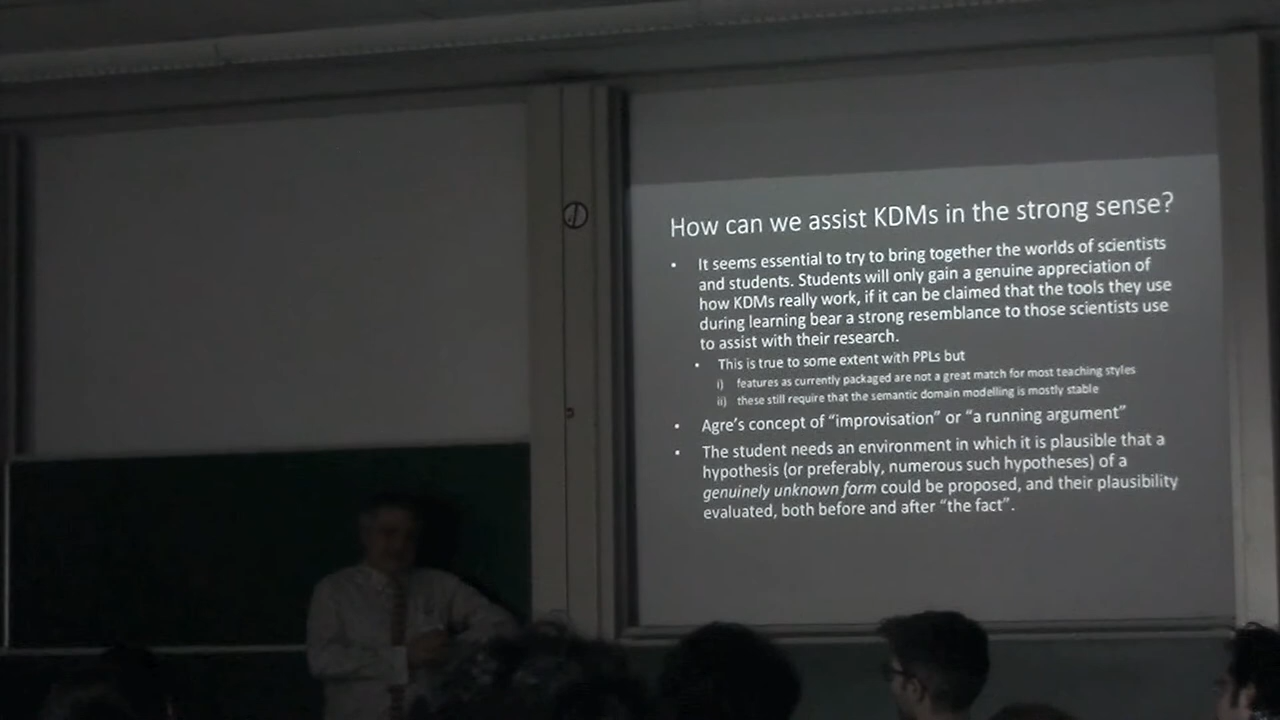 How can we assist KDMs in the strong sense?
• It seems essential to try to bring together the worlds of scientists
and students. Students will only gain a genuine appreciation of
how KDMs really work, if it can be claimed that the tools they use
during learning bear a strong resemblance to those scientists use
to assist with their research.
• This is true to some extent with PPLs but
i) features as currently packaged are not a great match for most teaching styles
ii) these still require that the semantic domain modelling is mostly stable
• Agre's concept of "improvisation" or "a running argument"
• The student needs an environment in which it is plausible that a
hypothesis (or preferably, numerous such hypotheses) of a
genuinely unknown form could be proposed, and their plausibility
evaluated, both before and after "the fact".